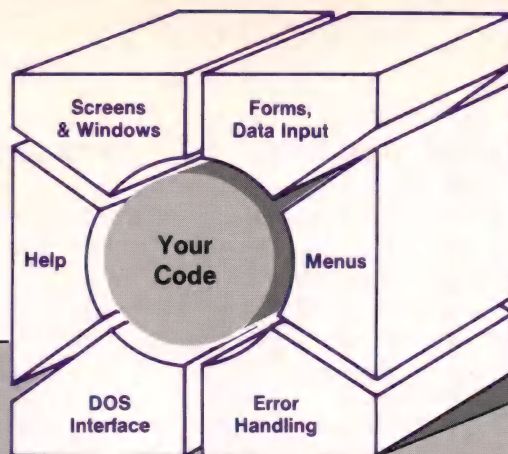 Screens
& Windows
Forms,
Data Input
Help
Your
Code
Menus
DOS
Interface
Error
Handling